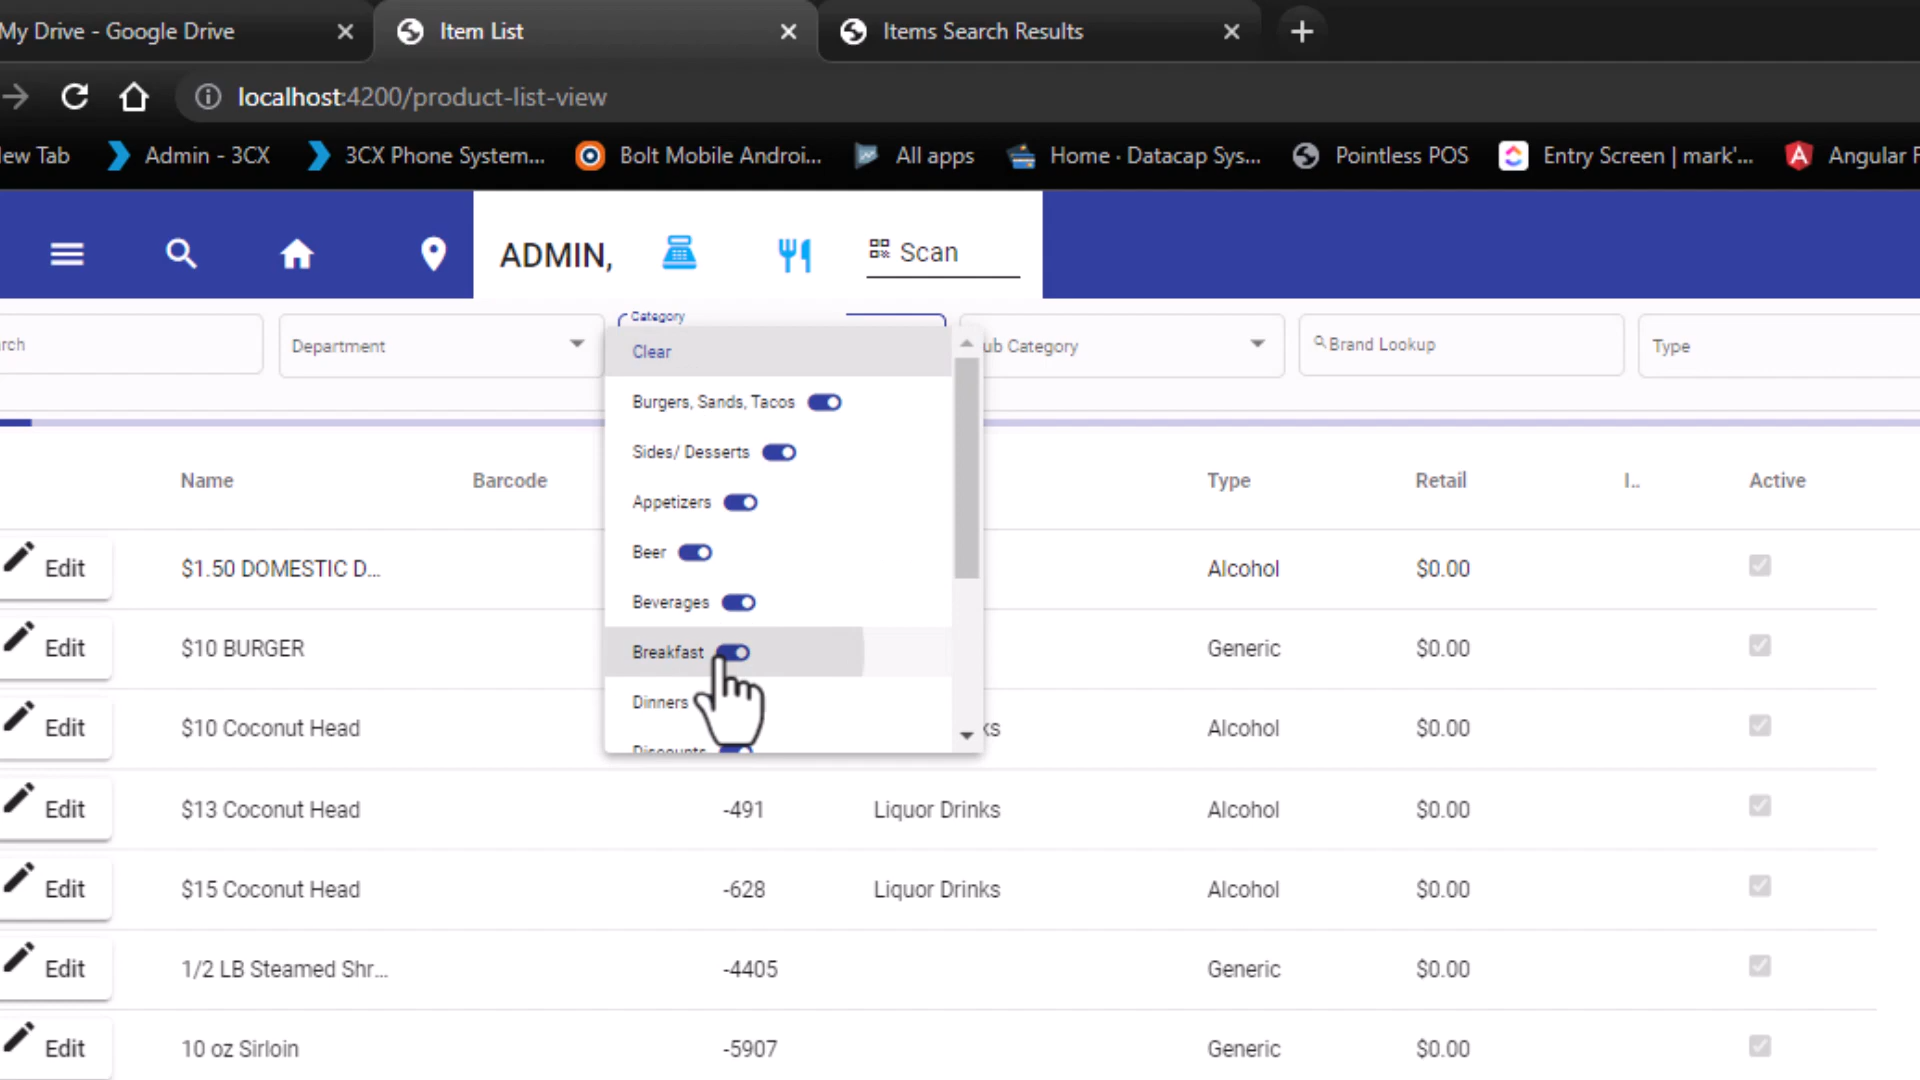 My Drive - Google Drive
Item List
Items Search Results
localhost:4200/product-list-view
Tab
Admin - 3CX
3CX Phone System...
Bolt Mobile Androi...
All apps
Home · Datacap Sys...
Pointless POS
Entry Screen | mark'...
Angular
ADMIN,
Scan
Department
Category
Category
Brand Lookup
Type
Clear
Burgers, Sands, Tacos
Sides/ Desserts
Appetizers
Beer
Beverages
Breakfast
Dinners
Discounts
Name
Barcode
Type
Retail
I..
Active
Edit
$1.50 DOMESTIC D...
Alcohol
$0.00
Edit
$10 BURGER
Generic
$0.00
Edit
$10 Coconut Head
Alcohol
$0.00
Edit
$13 Coconut Head
-491
Liquor Drinks
Alcohol
$0.00
Edit
$15 Coconut Head
-628
Liquor Drinks
Alcohol
$0.00
Edit
1/2 LB Steamed Shr...
-4405
Generic
$0.00
Edit
10 oz Sirloin
-5907
Generic
$0.00